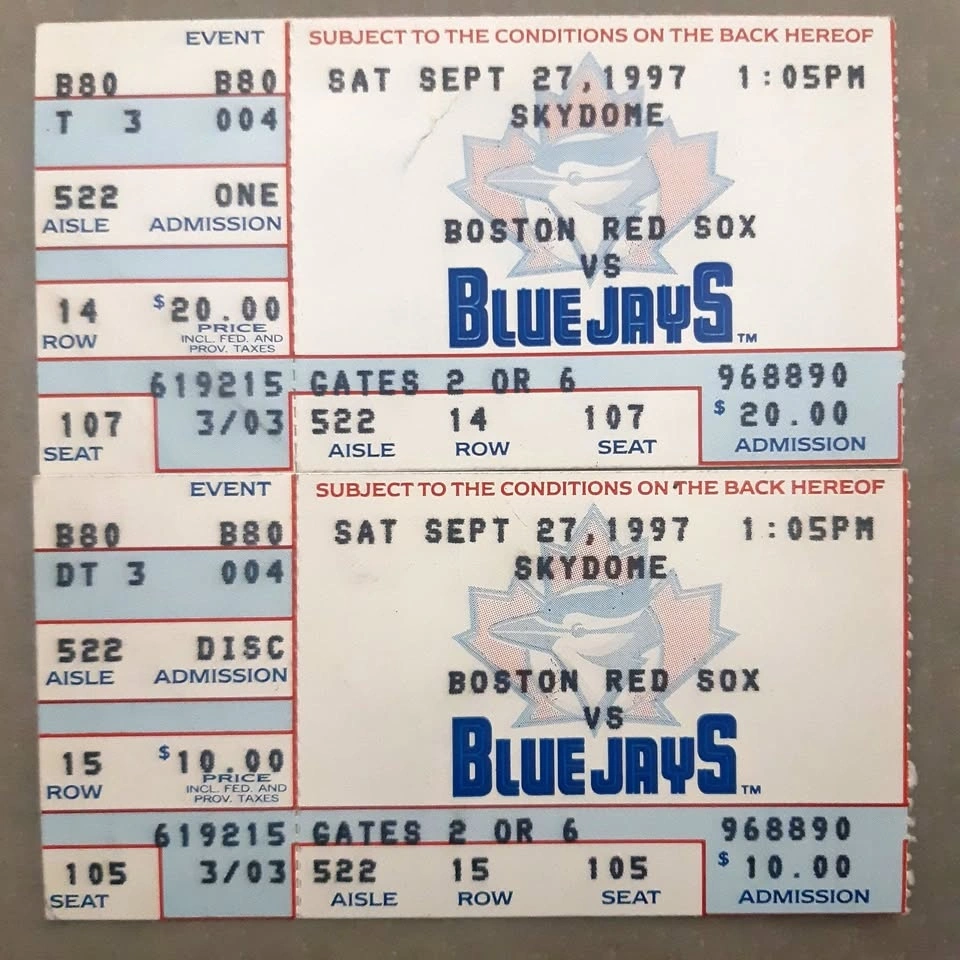 EVENT
B80 B80
T 3 004
522 ONE
AISLE ADMISSION
14 $20.00
ROW PRICE
INCL. FED. AND
PROV. TAXES
619215
107 3/03
SEAT
SUBJECT TO THE CONDITIONS ON THE BACK HEREOF
SAT SEPT 27,1997 1:05PM
SKYDOME
BOSTON RED SOX
VS
BLUE JAYS TM
GATES 2 OR 6 968890
522 14 107 $20.00
AISLE ROW SEAT ADMISSION
EVENT
B80 B80
DT 3 004
522 DISC
AISLE ADMISSION
15 $10.00
ROW PRICE
INCL. FED. AND
PROV. TAXES
619215
105 3/03
SEAT
SUBJECT TO THE CONDITIONS ON THE BACK HEREOF
SAT SEPT 27,1997 1:05PM
SKYDOME
BOSTON RED SOX
VS
BLUE JAYS TM
GATES 2 OR 6 968890
522 15 105 $10.00
AISLE ROW SEAT ADMISSION